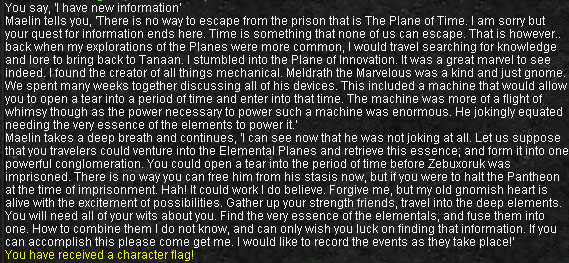 You say, 'I have new information'
Maelin tells you, 'There is no way to escape from the prison that is The Plane of Time. I am sorry but
your quest for information ends here. Time is something that none of us can escape. That is however..
back when my explorations of the Planes were more common, I would travel searching for knowledge
and lore to bring back to Tanaan. I stumbled into the Plane of Innovation. It was a great marvel to see
indeed. I found the creator of all things mechanical. Meldrath the Marvelous was a kind and just gnome.
We spent many weeks together discussing all of his devices. This included a machine that would allow
you to open a tear into a period of time and enter into that time. The machine was more of a flight of
whimsy though as the power necessary to power such a machine was enormous. He jokingly equated
needing the very essence of the elements to power it.'
Maelin takes a deep breath and continues, 'I can see now that he was not joking at all. Let us suppose
that you travelers could venture into the Elemental Planes and retrieve this essence; and form it into one
powerful conglomeration. You could open a tear into the period of time before Zebuxoruk was
imprisoned. There is no way you can free him from his stasis now, but if you were to halt the Pantheon
at the time of imprisonment. Hah! It could work I do believe. Forgive me, but my old gnomish heart is
alive with the excitement of possibilities. Gather up your strength friends, travel into the deep elements.
You will need all of your wits about you. Find the very essence of the elementals, and fuse them into
one. How to combine them I do not know, and can only wish you luck on finding that information. If you
can accomplish this please come get me. I would like to record the events as they take place!'
You have received a character flag!